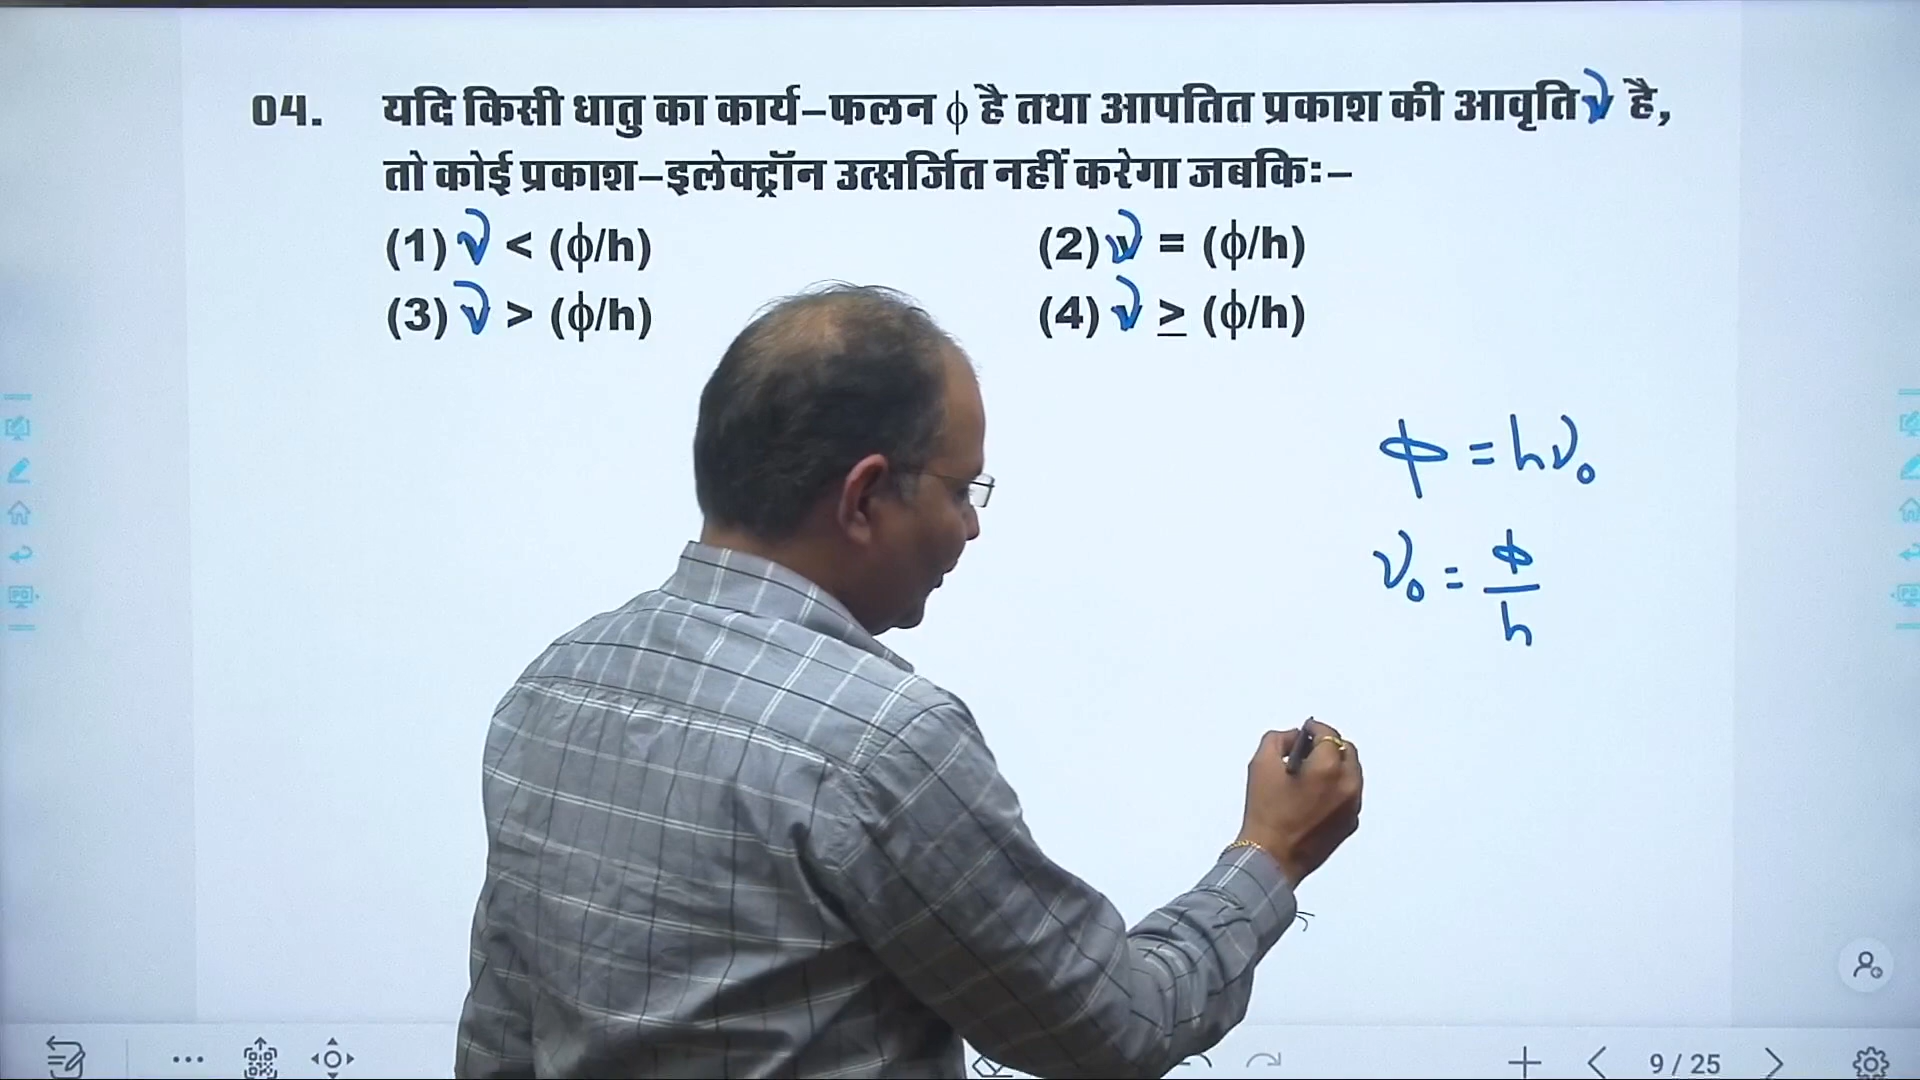 04. यदि किसी धातु का कार्य–फलन ϕ है तथा आपतित प्रकाश की आवृति ν है,
तो कोई प्रकाश–इलेक्ट्रॉन उत्सर्जित नहीं करेगा जबकिः–
(1) ν < (ϕ/h) (2) ν = (ϕ/h)
(3) ν > (ϕ/h) (4) ν ≥ (ϕ/h)
ϕ = hν₀
ν₀ = ϕ/h
9 / 25